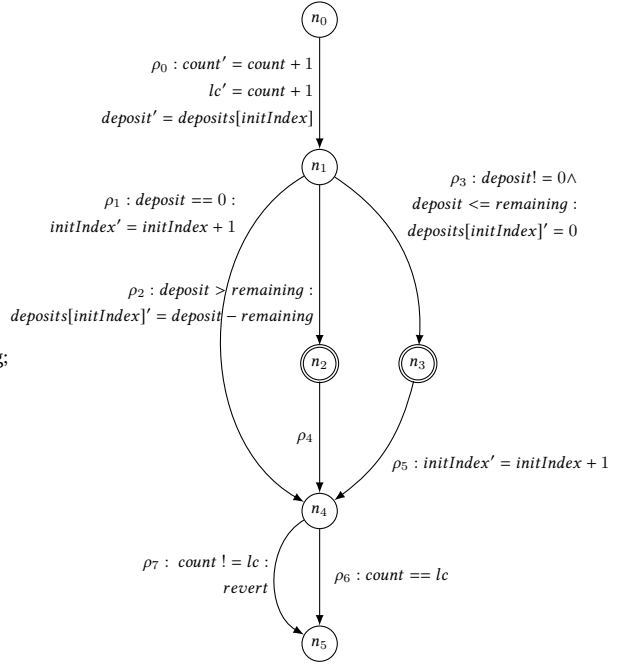 n₀
ρ₀ : count′ = count + 1
lc′ = count + 1
deposit′ = deposits[initIndex]
n₁
ρ₃ : deposit! = 0∧
deposit <= remaining :
deposits[initIndex]′ = 0
ρ₁ : deposit == 0 :
initIndex′ = initIndex + 1
ρ₂ : deposit > remaining :
deposits[initIndex]′ = deposit − remaining
g;
n₂
n₃
ρ₄
ρ₅ : initIndex′ = initIndex + 1
n₄
ρ₇ : count ! = lc :
revert
ρ₆ : count == lc
n₅